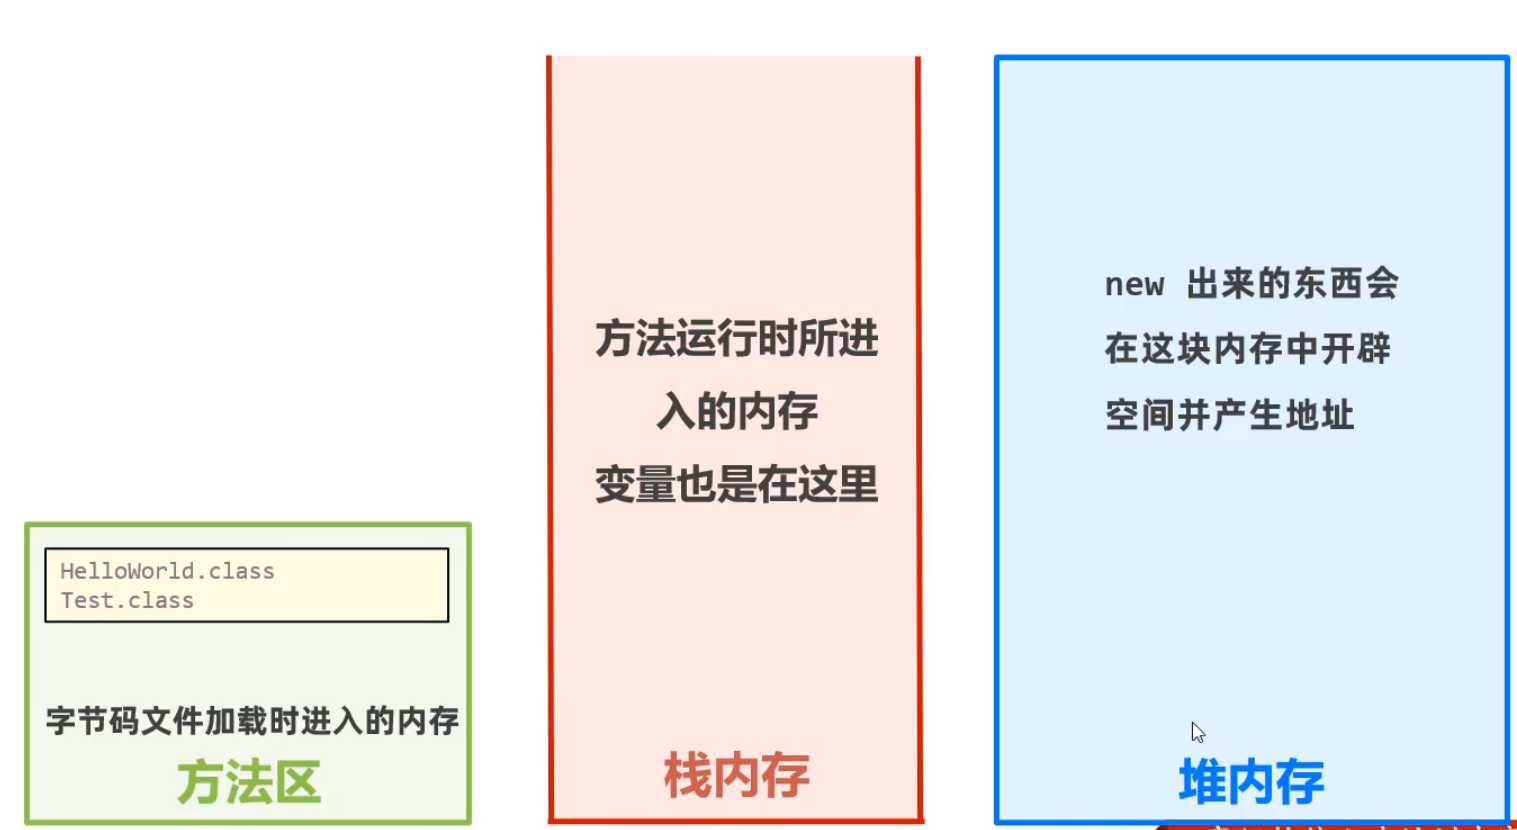 HelloWorld.class
Test.class
字节码文件加载时进入的内存
方法区
方法运行时所进
入的内存
变量也是在这里
栈内存
new 出来的东西会
在这块内存中开辟
空间并产生地址
堆内存